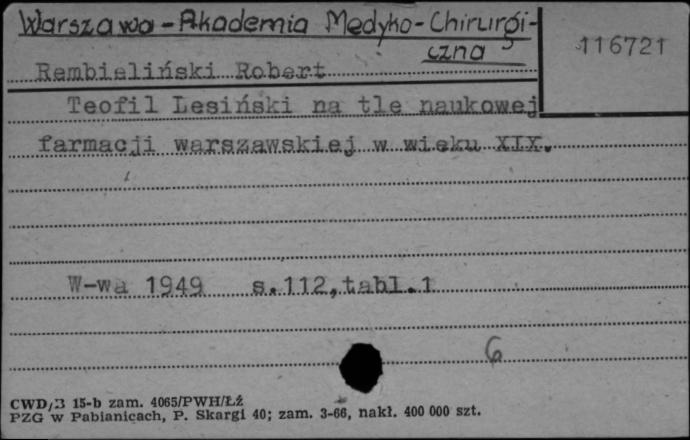 Warszawa - Akademia Medyko-Chirurgi-
czna
116721
Rembieliński Robert
Teofil Lesiński na tle naukowej
farmacji warszawskiej w wieku XIX.
W-wa 1949 s.112,tabl.1
6
CWD/3 15-b zam. 4065/PWH/Łź
PZG w Pabianicach, P. Skargi 40; zam. 3-66, nakł. 400 000 szt.